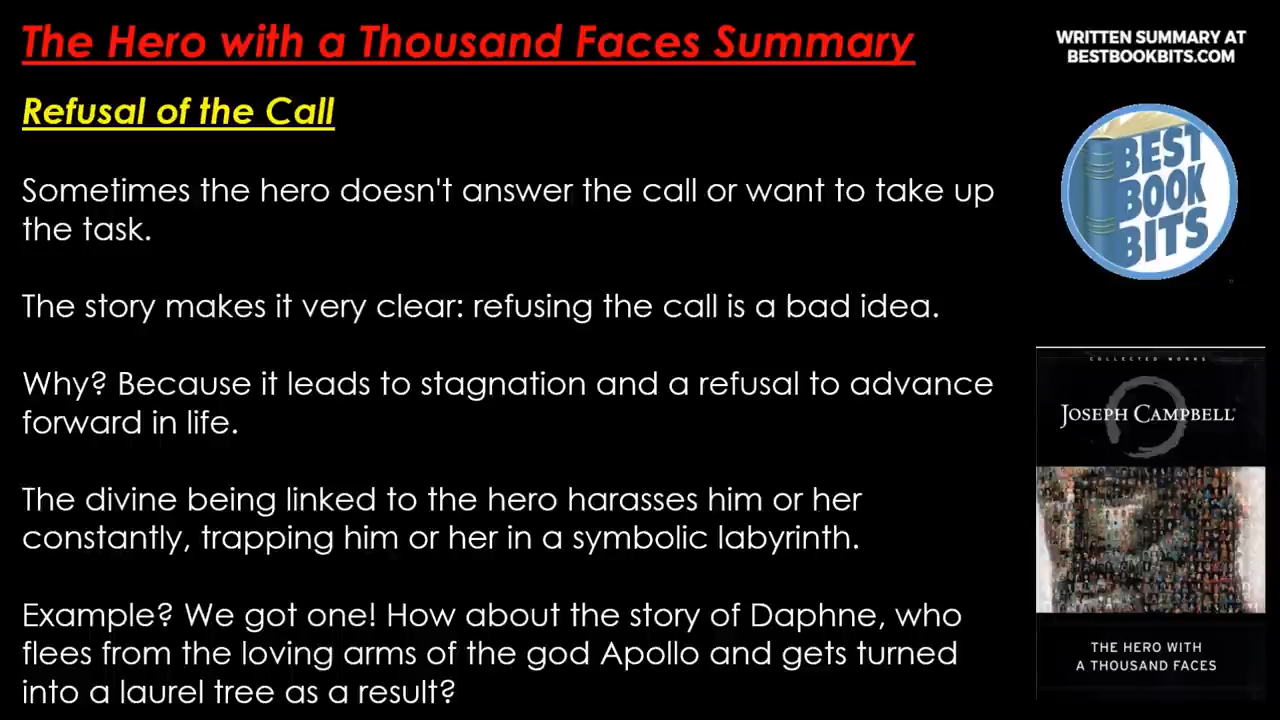 The Hero with a Thousand Faces Summary
WRITTEN SUMMARY AT
BESTBOOKBITS.COM
Refusal of the Call
Sometimes the hero doesn't answer the call or want to take up
the task.
The story makes it very clear: refusing the call is a bad idea.
Why? Because it leads to stagnation and a refusal to advance
forward in life.
The divine being linked to the hero harasses him or her
constantly, trapping him or her in a symbolic labyrinth.
Example? We got one! How about the story of Daphne, who
flees from the loving arms of the god Apollo and gets turned
into a laurel tree as a result?
BEST
BOOK
BITS
COLLECTED WORKS
JOSEPH CAMPBELL
THE HERO WITH
A THOUSAND FACES